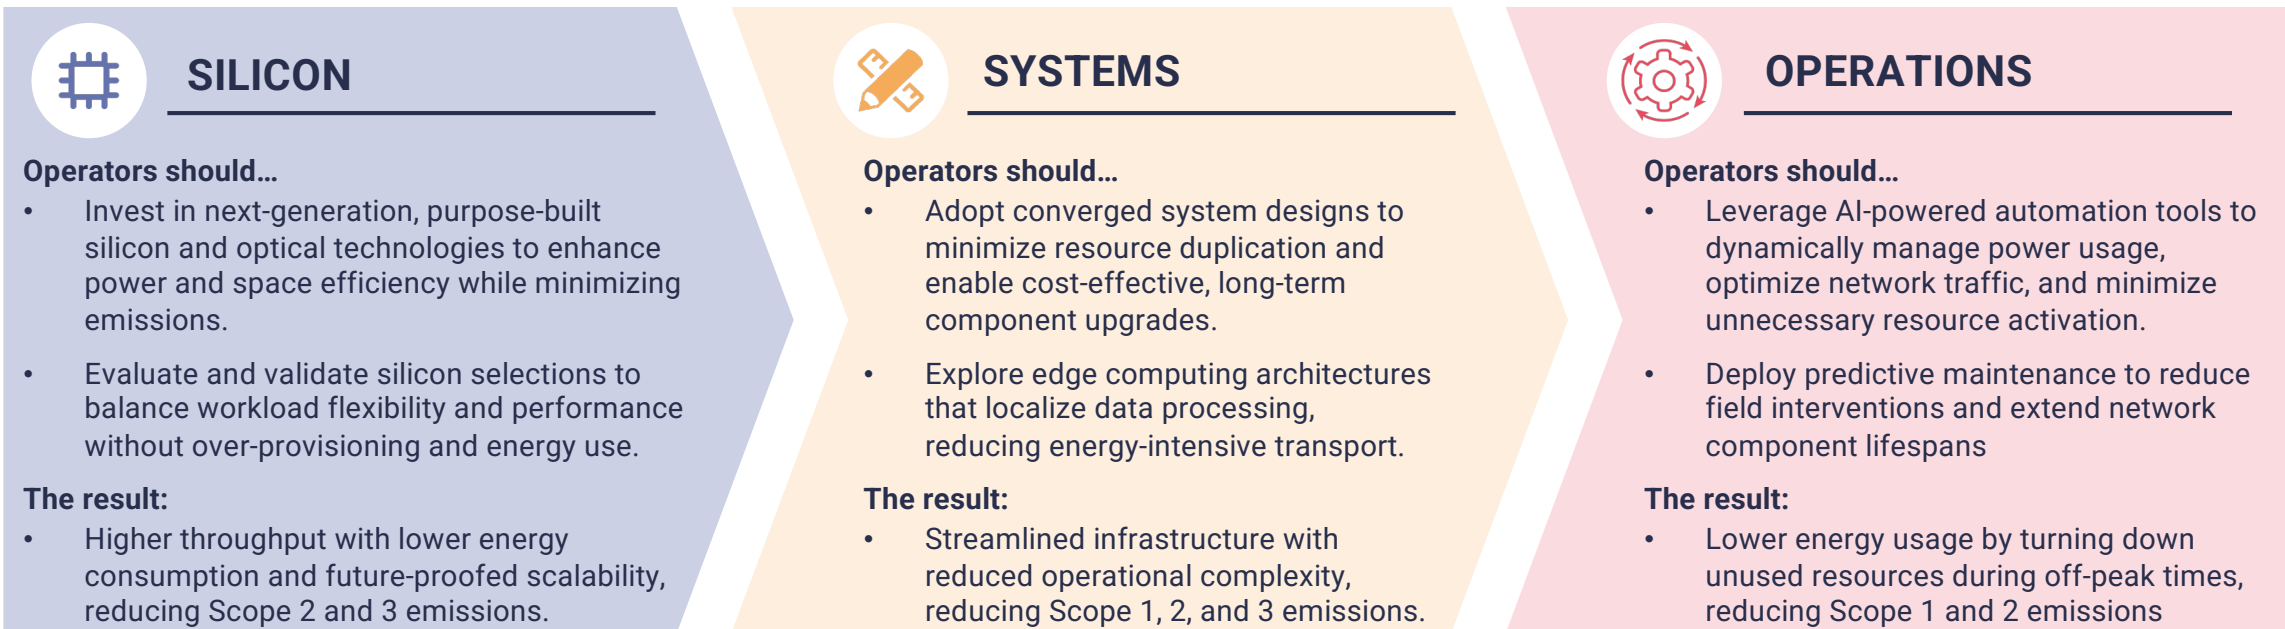 SILICON
Operators should...
• Invest in next-generation, purpose-built
silicon and optical technologies to enhance
power and space efficiency while minimizing
emissions.
• Evaluate and validate silicon selections to
balance workload flexibility and performance
without over-provisioning and energy use.
The result:
• Higher throughput with lower energy
consumption and future-proofed scalability,
reducing Scope 2 and 3 emissions.
SYSTEMS
Operators should...
• Adopt converged system designs to
minimize resource duplication and
enable cost-effective, long-term
component upgrades.
• Explore edge computing architectures
that localize data processing,
reducing energy-intensive transport.
The result:
• Streamlined infrastructure with
reduced operational complexity,
reducing Scope 1, 2, and 3 emissions.
OPERATIONS
Operators should...
• Leverage AI-powered automation tools to
dynamically manage power usage,
optimize network traffic, and minimize
unnecessary resource activation.
• Deploy predictive maintenance to reduce
field interventions and extend network
component lifespans
The result:
• Lower energy usage by turning down
unused resources during off-peak times,
reducing Scope 1 and 2 emissions